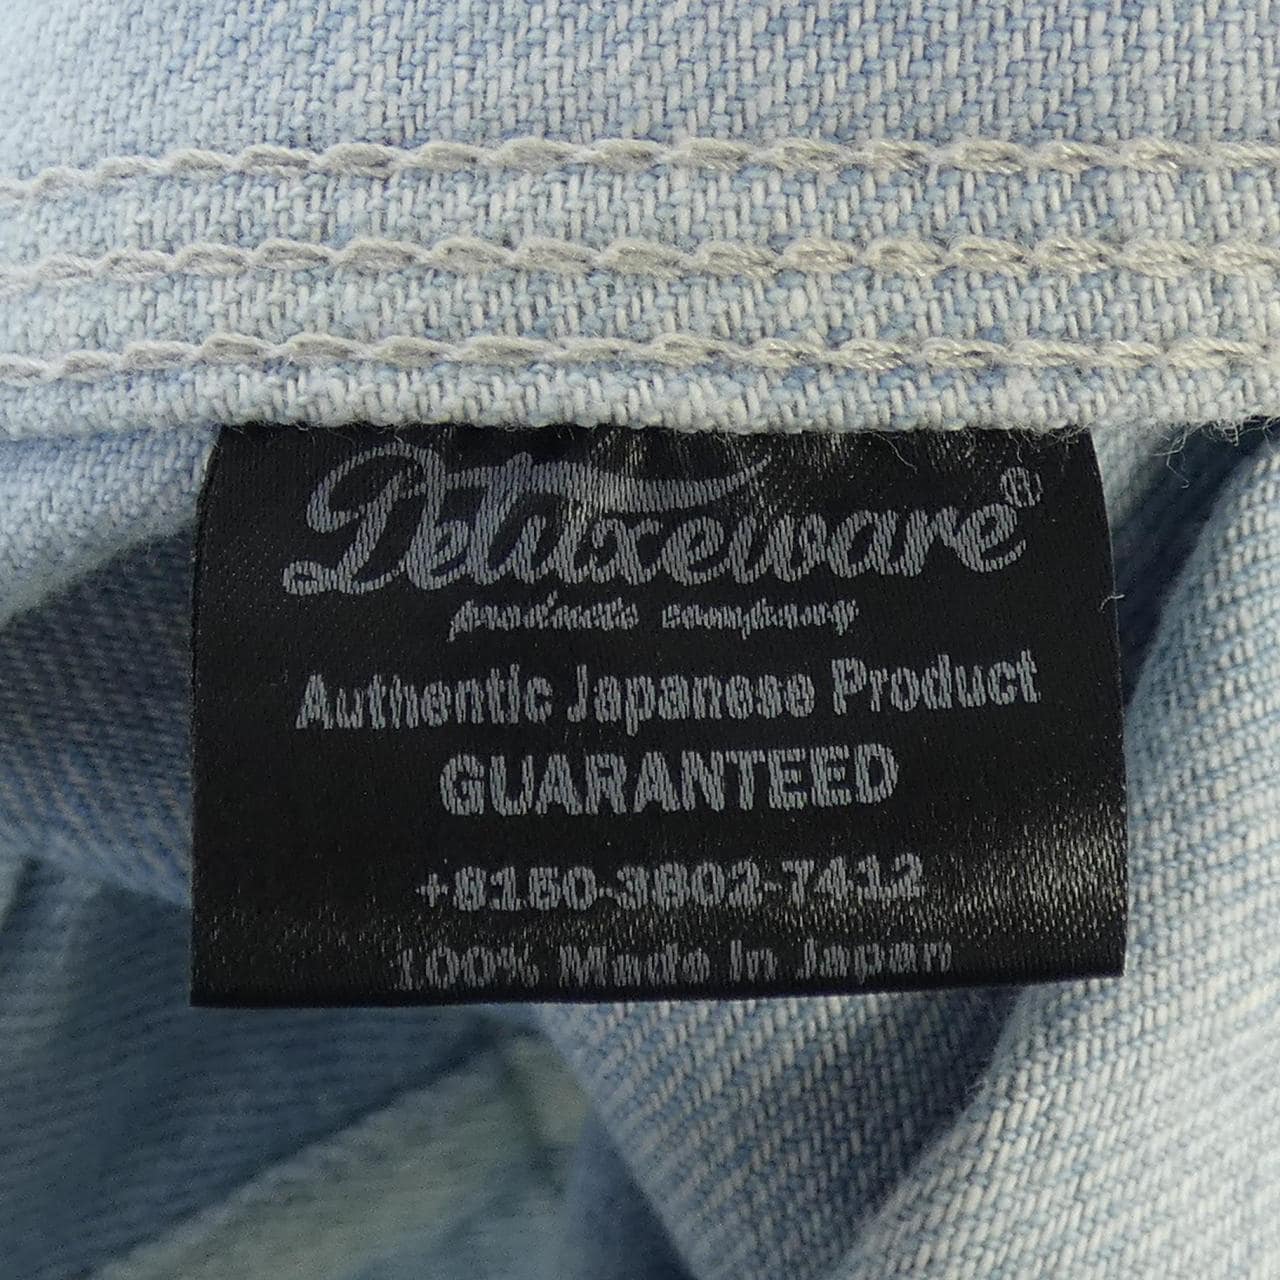 Deluxeware®
products company
Authentic Japanese Product
GUARANTEED
+8150-3802-7412
100% Made In Japan